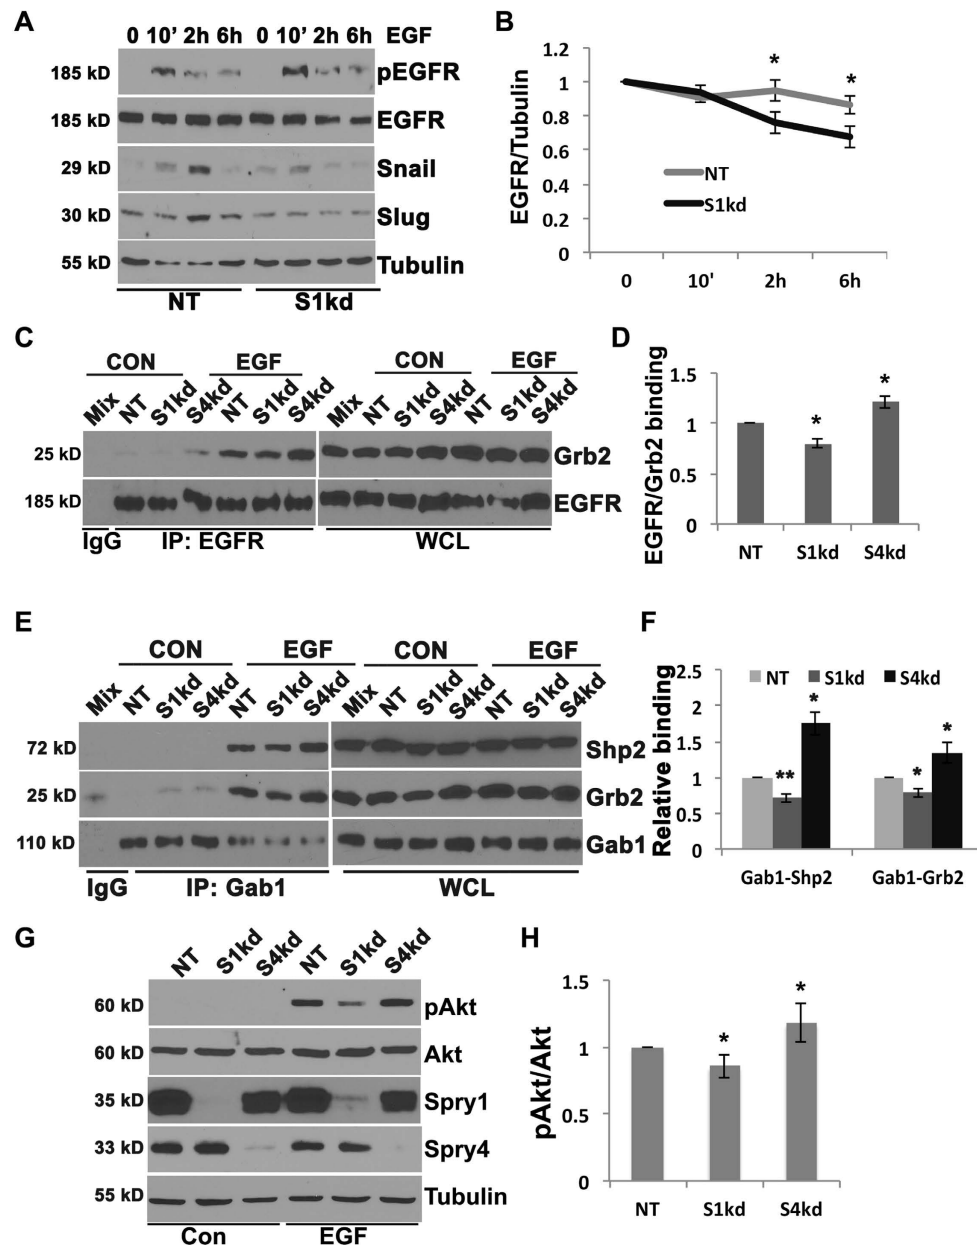 A
0 10’ 2h 6h 0 10’ 2h 6h EGF
185 kD pEGFR
185 kD EGFR
29 kD Snail
30 kD Slug
55 kD Tubulin
NT S1kd
B
EGFR/Tubulin
1.2
1
0.8
0.6
0.4
0.2
0
* *
NT
S1kd
0 10' 2h 6h
C
CON EGF CON EGF
Mix NT S1kd S4kd NT S1kd S4kd Mix NT S1kd S4kd NT S1kd S4kd
25 kD Grb2
185 kD EGFR
IgG IP: EGFR WCL
D
EGFR/Grb2 binding
1.5
1
0.5
0
* *
NT S1kd S4kd
E
CON EGF CON EGF
Mix NT S1kd S4kd NT S1kd S4kd Mix NT S1kd S4kd NT S1kd S4kd
72 kD Shp2
25 kD Grb2
110 kD Gab1
IgG IP: Gab1 WCL
F
Relative binding
2.5
2
1.5
1
0.5
0
NT S1kd S4kd
** * * *
Gab1-Shp2 Gab1-Grb2
G
NT S1kd S4kd NT S1kd S4kd
60 kD pAkt
60 kD Akt
35 kD Spry1
33 kD Spry4
55 kD Tubulin
Con EGF
H
pAkt/Akt
1.5
1
0.5
0
* *
NT S1kd S4kd